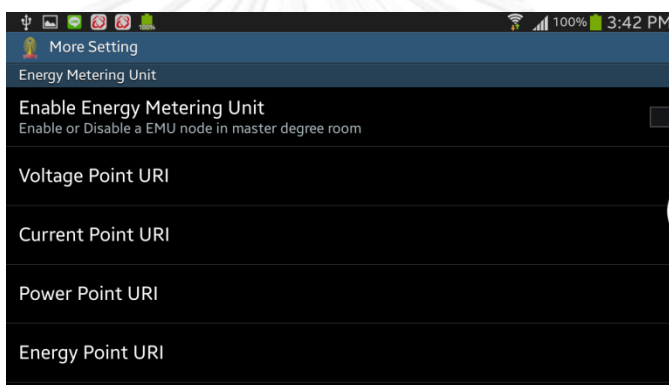 100% 3:42 PM
More Setting
Energy Metering Unit
Enable Energy Metering Unit
Enable or Disable a EMU node in master degree room
Voltage Point URI
Current Point URI
Power Point URI
Energy Point URI